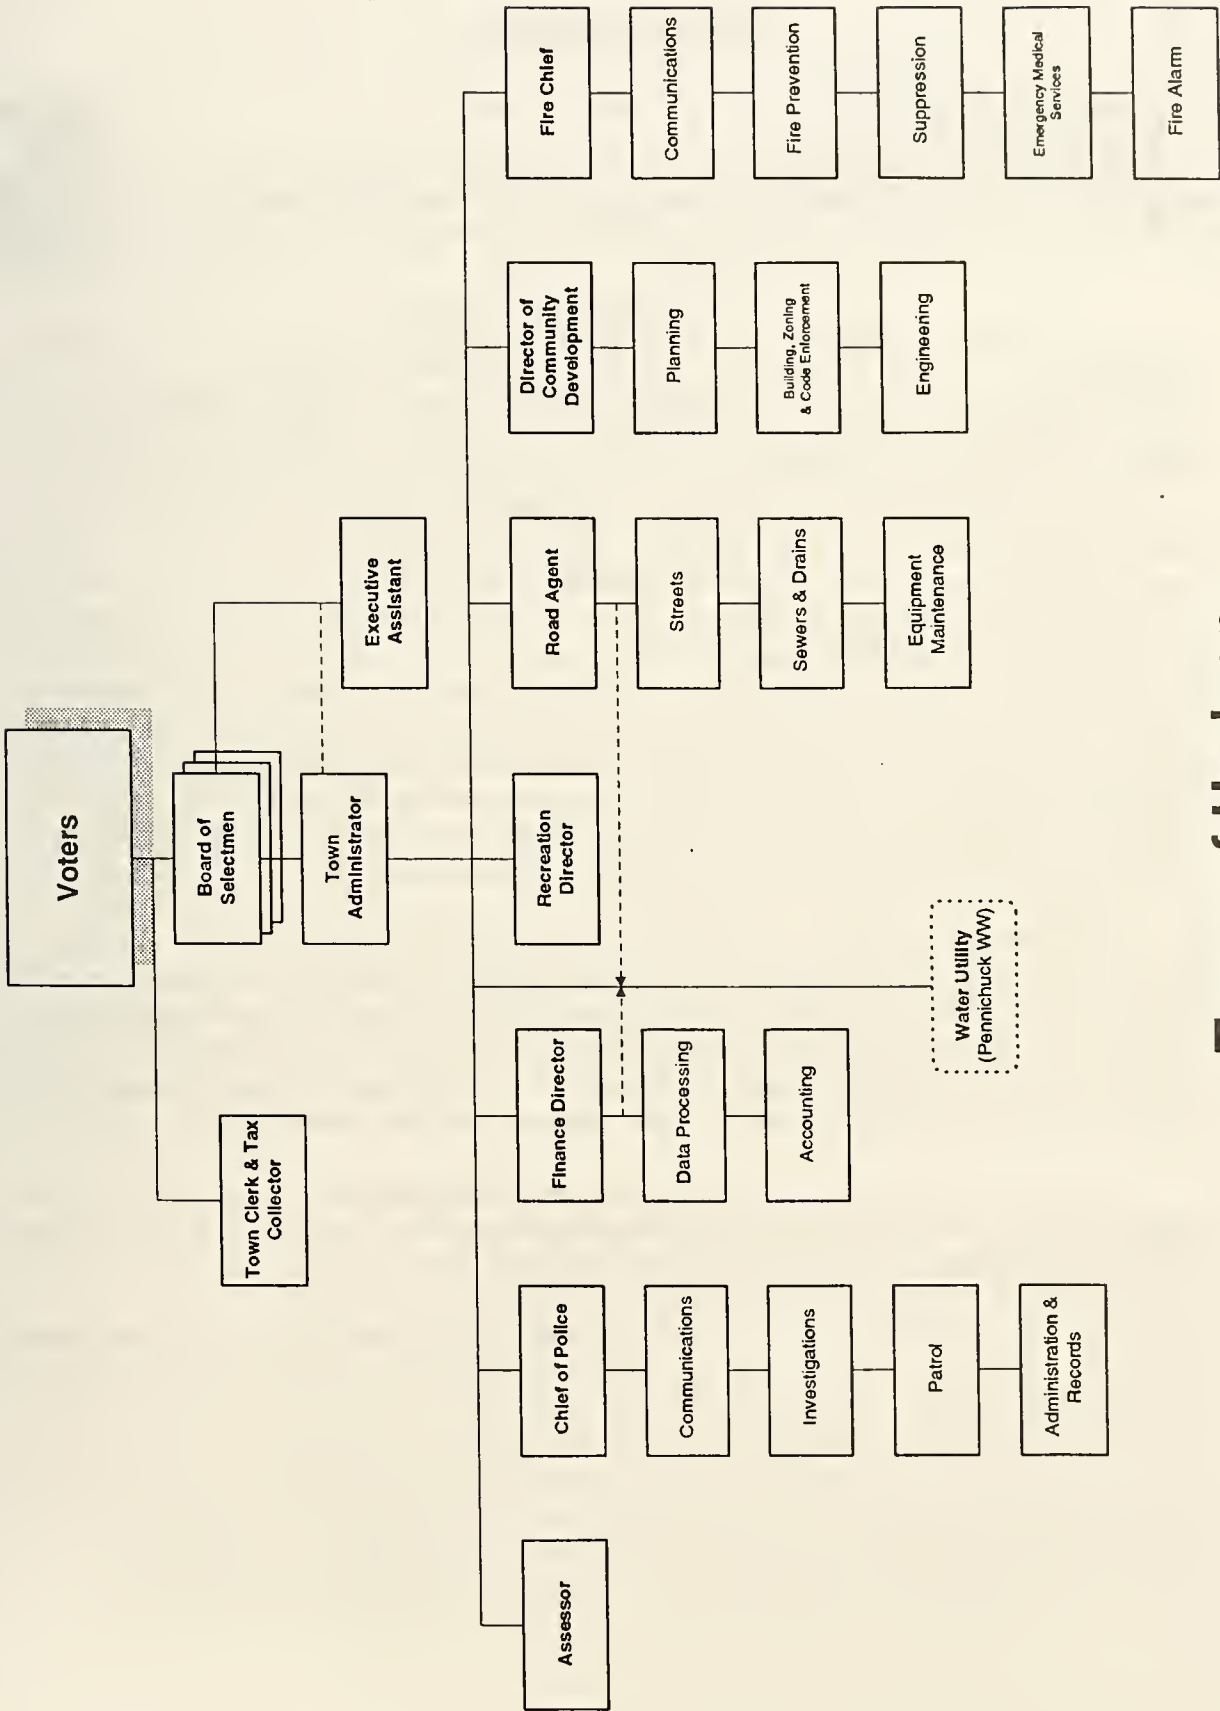 Voters
Town Clerk & Tax
Collector
Board of
Selectmen
Town
Administrator
Executive
Assistant
Assessor
Chief of Police
Communications
Investigations
Patrol
Administration &
Records
Finance Director
Data Processing
Accounting
Water Utility
(Pennichuck WW)
Recreation
Director
Road Agent
Streets
Sewers & Drains
Equipment
Maintenance
Director of
Community
Development
Planning
Building, Zoning
& Code Enforcement
Engineering
Fire Chief
Communications
Fire Prevention
Suppression
Emergency Medical
Services
Fire Alarm